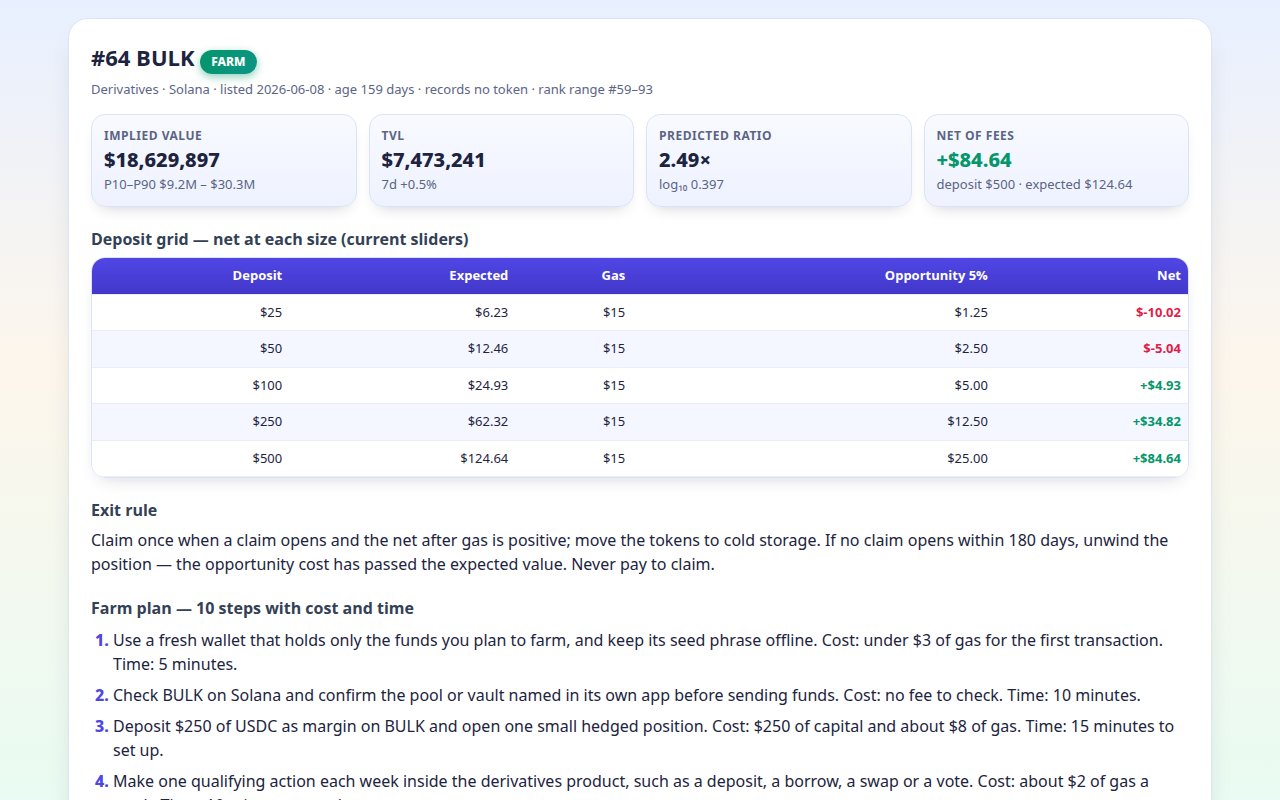 #64 BULK FARM
Derivatives · Solana · listed 2026-06-08 · age 159 days · records no token · rank range #59–93
IMPLIED VALUE
$18,629,897
P10–P90 $9.2M – $30.3M
TVL
$7,473,241
7d +0.5%
PREDICTED RATIO
2.49×
log₁₀ 0.397
NET OF FEES
+$84.64
deposit $500 · expected $124.64
Deposit grid — net at each size (current sliders)
Deposit Expected Gas Opportunity 5% Net
$25 $6.23 $15 $1.25 $-10.02
$50 $12.46 $15 $2.50 $-5.04
$100 $24.93 $15 $5.00 +$4.93
$250 $62.32 $15 $12.50 +$34.82
$500 $124.64 $15 $25.00 +$84.64
Exit rule
Claim once when a claim opens and the net after gas is positive; move the tokens to cold storage. If no claim opens within 180 days, unwind the
position — the opportunity cost has passed the expected value. Never pay to claim.
Farm plan — 10 steps with cost and time
1. Use a fresh wallet that holds only the funds you plan to farm, and keep its seed phrase offline. Cost: under $3 of gas for the first transaction.
Time: 5 minutes.
2. Check BULK on Solana and confirm the pool or vault named in its own app before sending funds. Cost: no fee to check. Time: 10 minutes.
3. Deposit $250 of USDC as margin on BULK and open one small hedged position. Cost: $250 of capital and about $8 of gas. Time: 15 minutes to
set up.
4. Make one qualifying action each week inside the derivatives product, such as a deposit, a borrow, a swap or a vote. Cost: about $2 of gas a